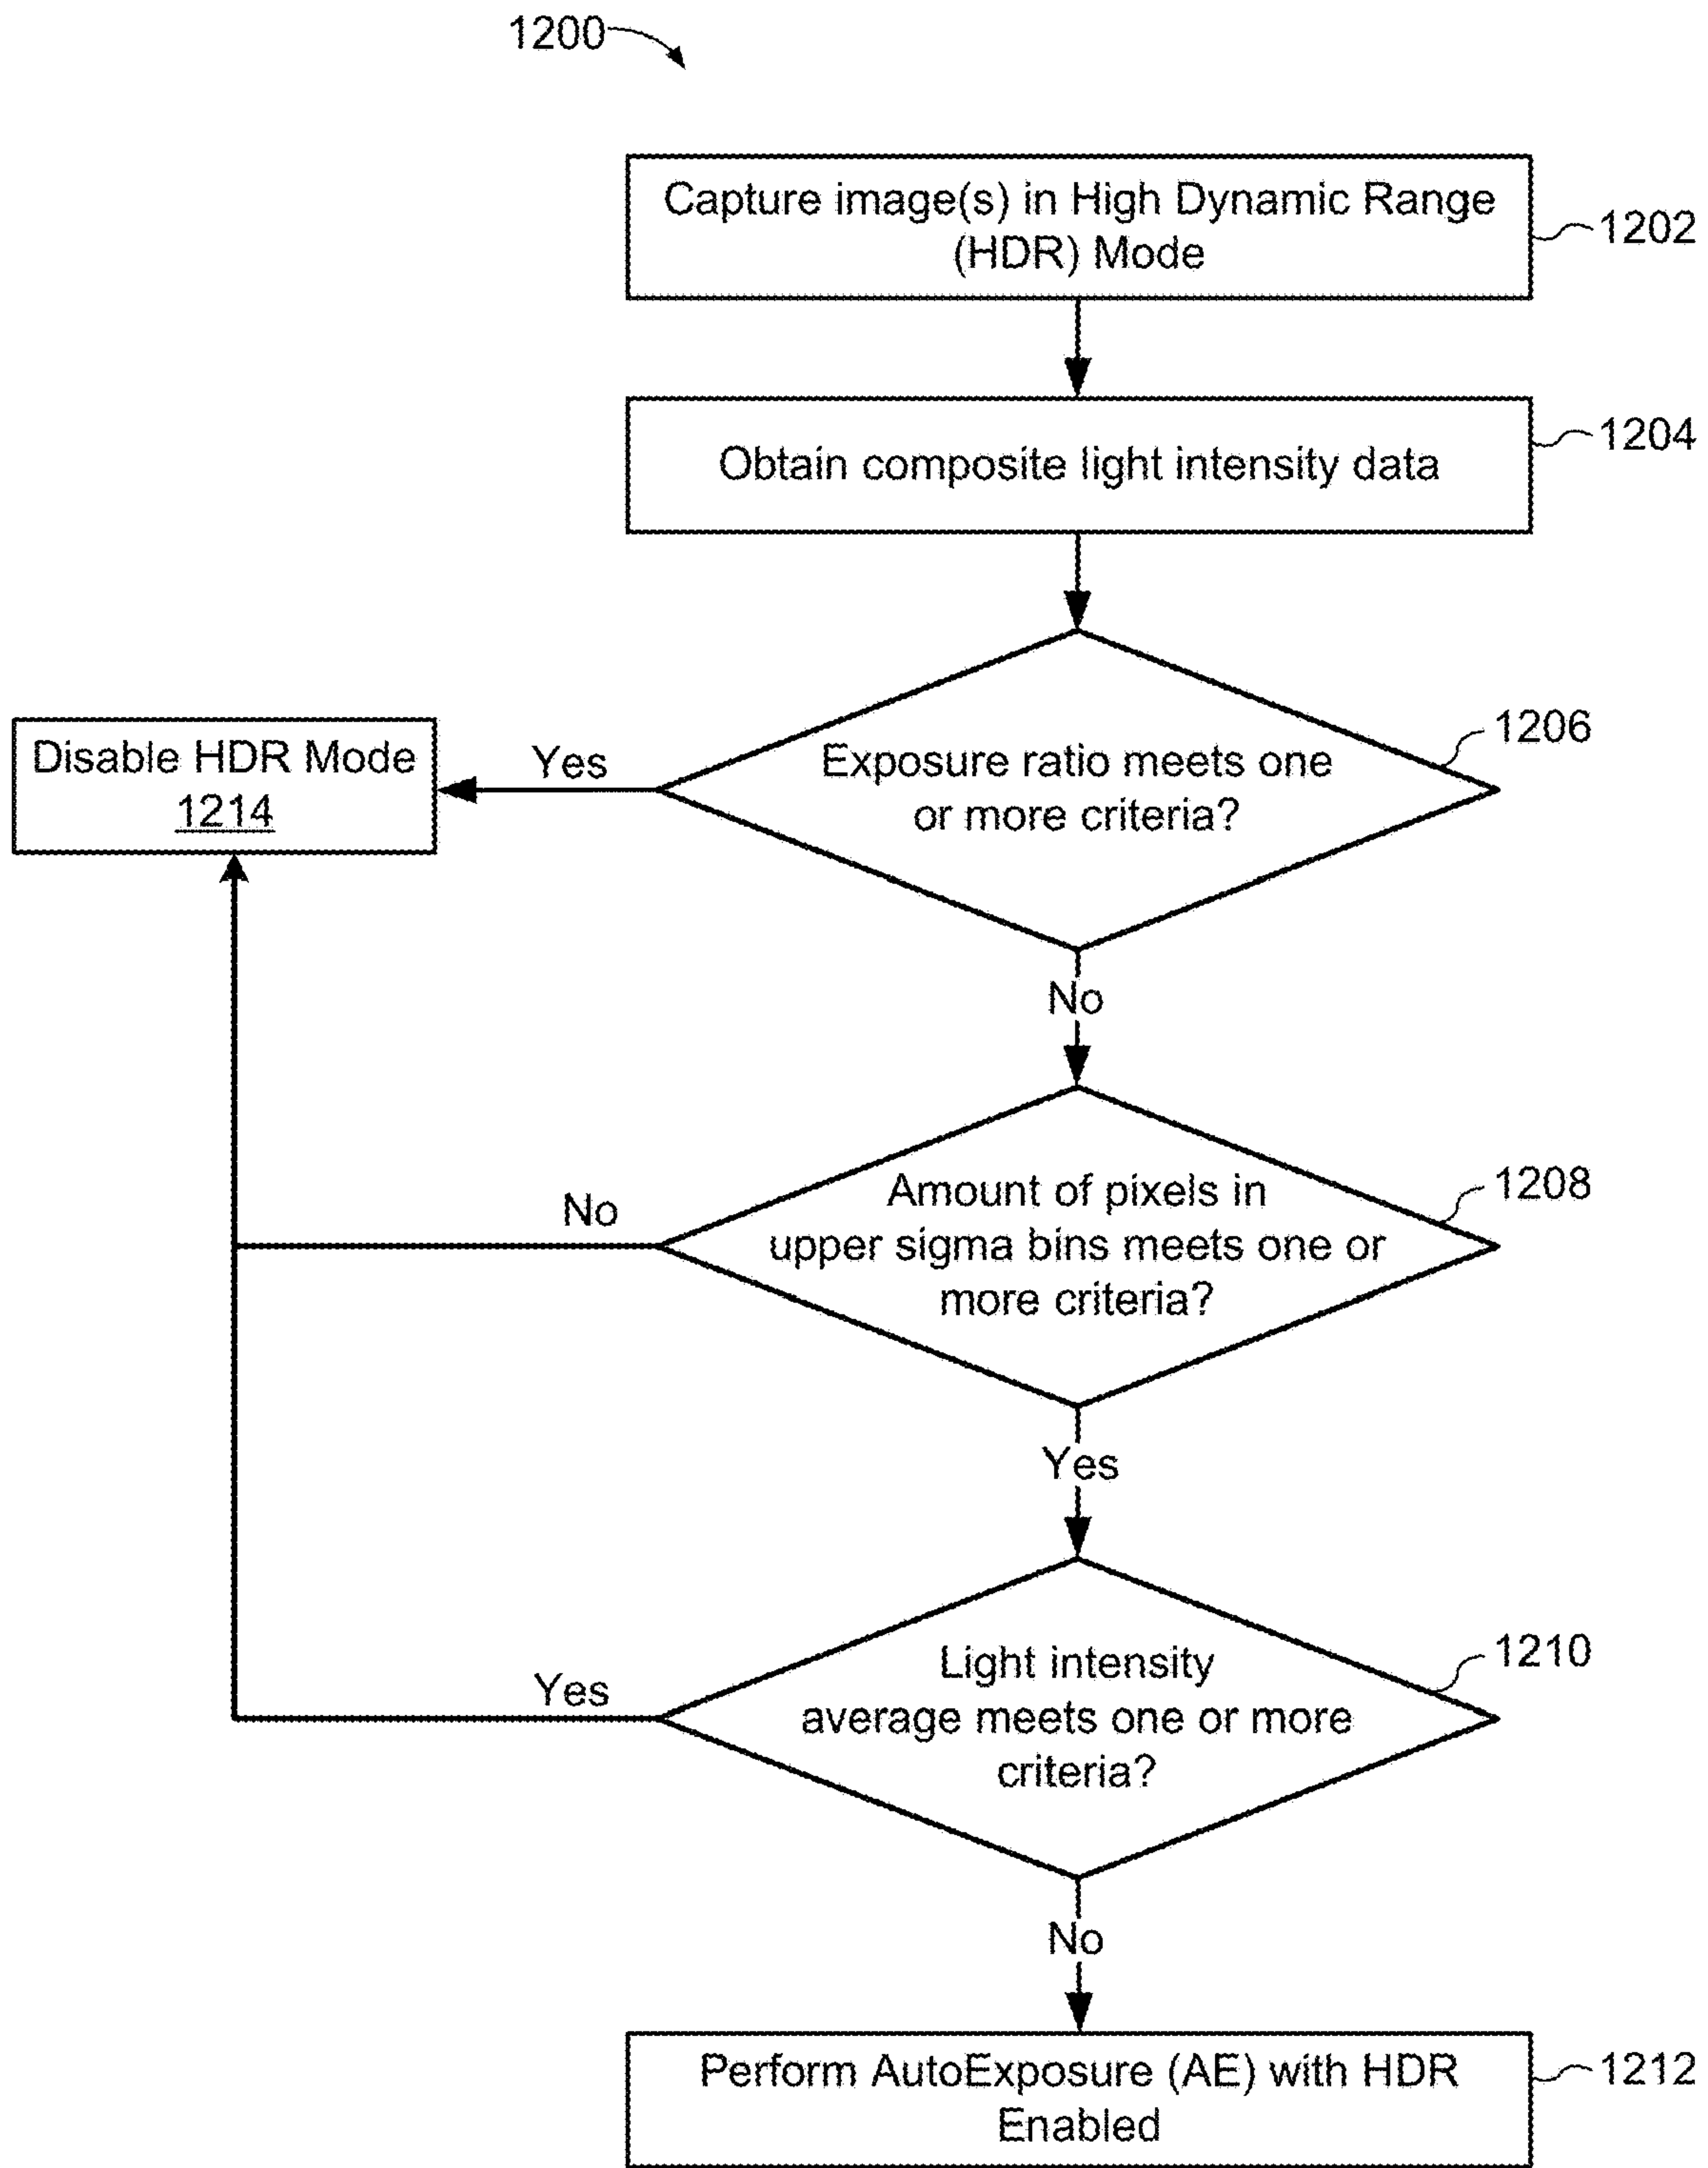 1200
Capture image(s) in High Dynamic Range
(HDR) Mode
1202
Obtain composite light intensity data
1204
Exposure ratio meets one
or more criteria?
1206
Yes
Disable HDR Mode
1214
No
Amount of pixels in
upper sigma bins meets one or
more criteria?
1208
No
Yes
Light intensity
average meets one or more
criteria?
1210
Yes
No
Perform AutoExposure (AE) with HDR
Enabled
1212